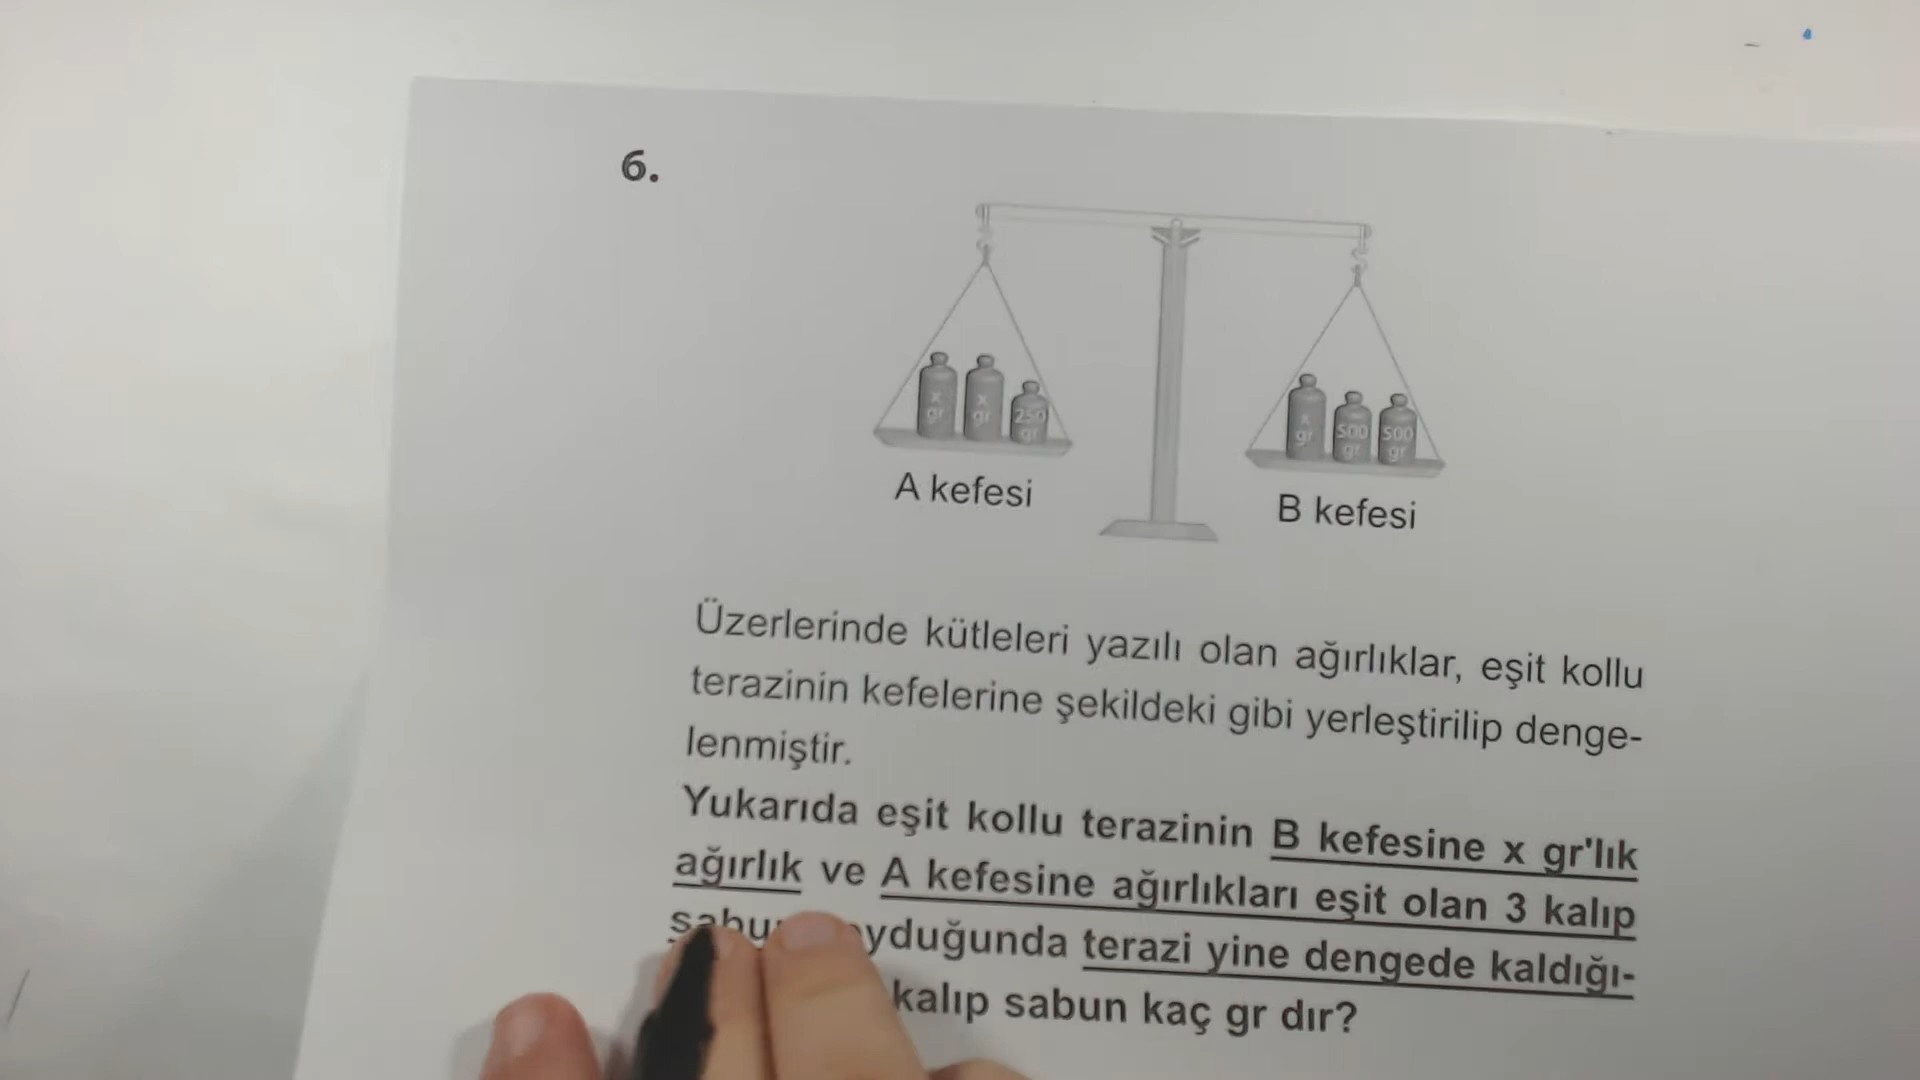 6.
x gr x gr 250 gr
x gr 500 gr 500 gr
A kefesi
B kefesi
Üzerlerinde kütleleri yazılı olan ağırlıklar, eşit kollu
terazinin kefelerine şekildeki gibi yerleştirilip denge-
lenmiştir.
Yukarıda eşit kollu terazinin B kefesine x gr'lık
ağırlık ve A kefesine ağırlıkları eşit olan 3 kalıp
terazi yine dengede kaldığı-
kalıp sabun kaç gr dır?